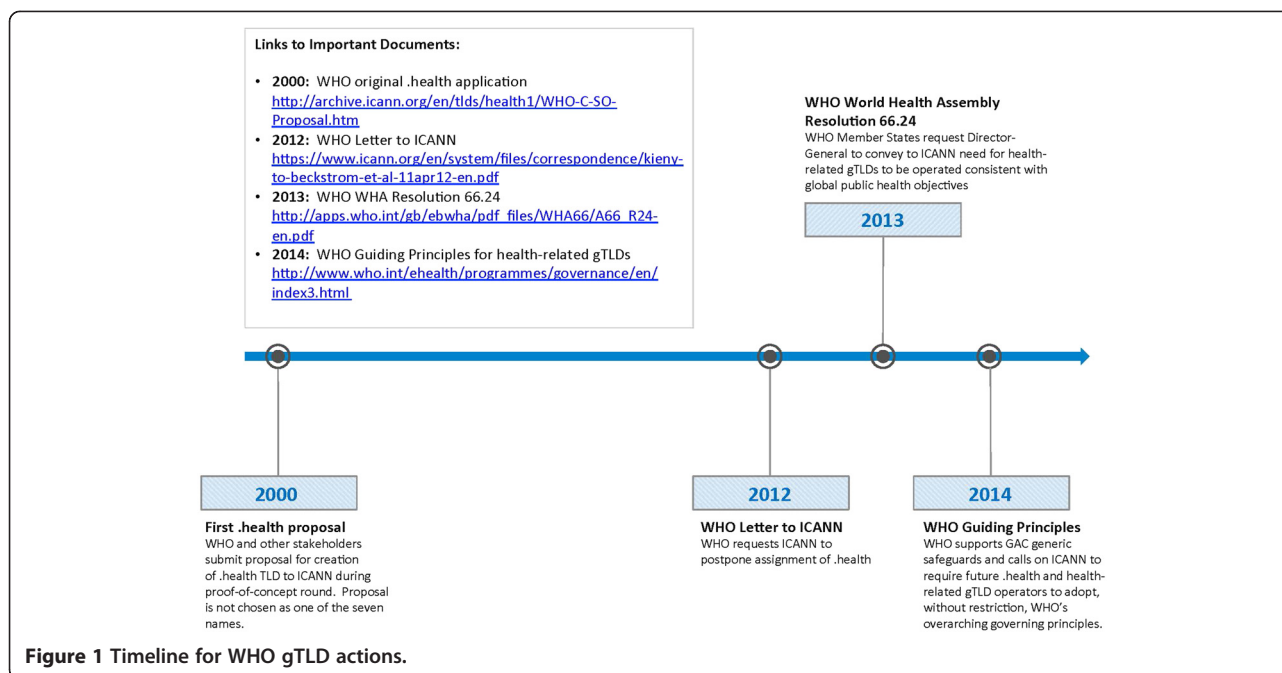 Links to Important Documents:
• 2000: WHO original .health application
http://archive.icann.org/en/tlds/health1/WHO-C-SO-
Proposal.htm
• 2012: WHO Letter to ICANN
https://www.icann.org/en/system/files/correspondence/kieny-
to-beckstrom-et-al-11apr12-en.pdf
• 2013: WHO WHA Resolution 66.24
http://apps.who.int/gb/ebwha/pdf_files/WHA66/A66_R24-
en.pdf
• 2014: WHO Guiding Principles for health-related gTLDs
http://www.who.int/ehealth/programmes/governance/en/
index3.html
WHO World Health Assembly
Resolution 66.24
WHO Member States request Director-
General to convey to ICANN need for health-
related gTLDs to be operated consistent with
global public health objectives
2013
2000
First .health proposal
WHO and other stakeholders
submit proposal for creation
of .health TLD to ICANN during
proof-of-concept round. Proposal
is not chosen as one of the seven
names.
2012
WHO Letter to ICANN
WHO requests ICANN to
postpone assignment of .health
2014
WHO Guiding Principles
WHO supports GAC generic
safeguards and calls on ICANN to
require future .health and health-
related gTLD operators to adopt,
without restriction, WHO's
overarching governing principles.
Figure 1 Timeline for WHO gTLD actions.